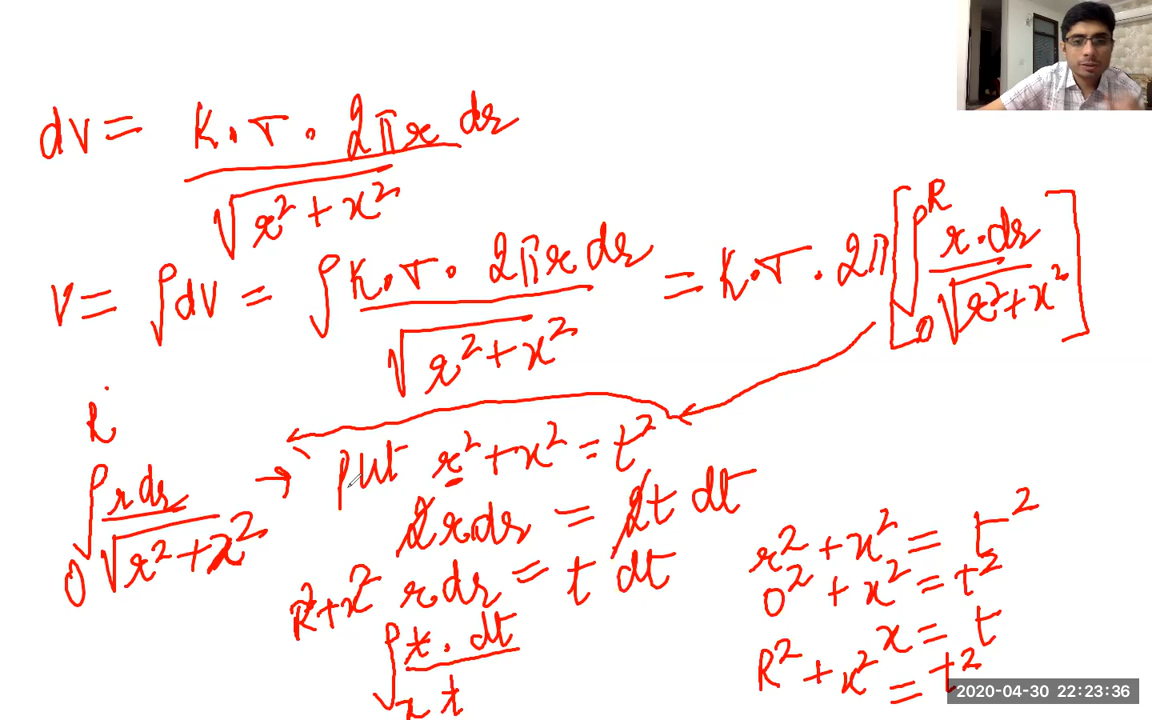 dV = K.σ.2πr dr / √(r² + x²)
V = ∫dV = ∫ K.σ.2πr dr / √(r² + x²) = K.σ.2π [∫₀ᴿ r.dr / √(r² + x²)]
∫₀ᴿ r dr / √(r² + x²) → put r² + x² = t²
2r dr = 2t dt
r dr = t dt
R² + x²
∫ₓ t.dt / t
r² + x² = t²
0² + x² = t²
x = t
R² + x² = t²
2020-04-30 22:23:36